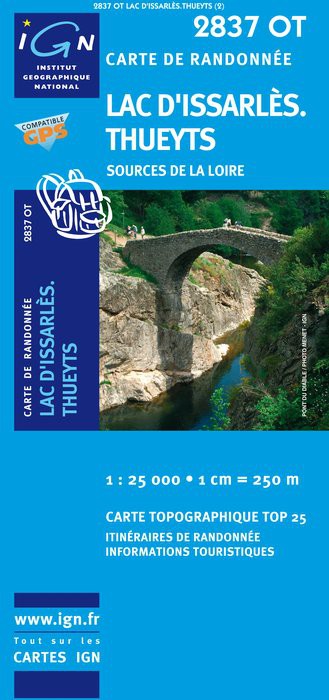 2837 OT LAC D'ISSARLÈS.THUEYTS (2)
IGN
INSTITUT
GEOGRAPHIQUE
NATIONAL
2837 OT
CARTE DE RANDONNÉE
LAC D'ISSARLÈS.
THUEYTS
SOURCES DE LA LOIRE
COMPATIBLE
GPS
2837 OT
CARTE DE RANDONNÉE
LAC D'ISSARLÈS.
THUEYTS
PONT DU DIABLE / PHOTO MEMET - IGN
1 : 25 000 • 1 cm = 250 m
CARTE TOPOGRAPHIQUE TOP 25
ITINÉRAIRES DE RANDONNÉE
INFORMATIONS TOURISTIQUES
www.ign.fr
Tout sur les
CARTES IGN